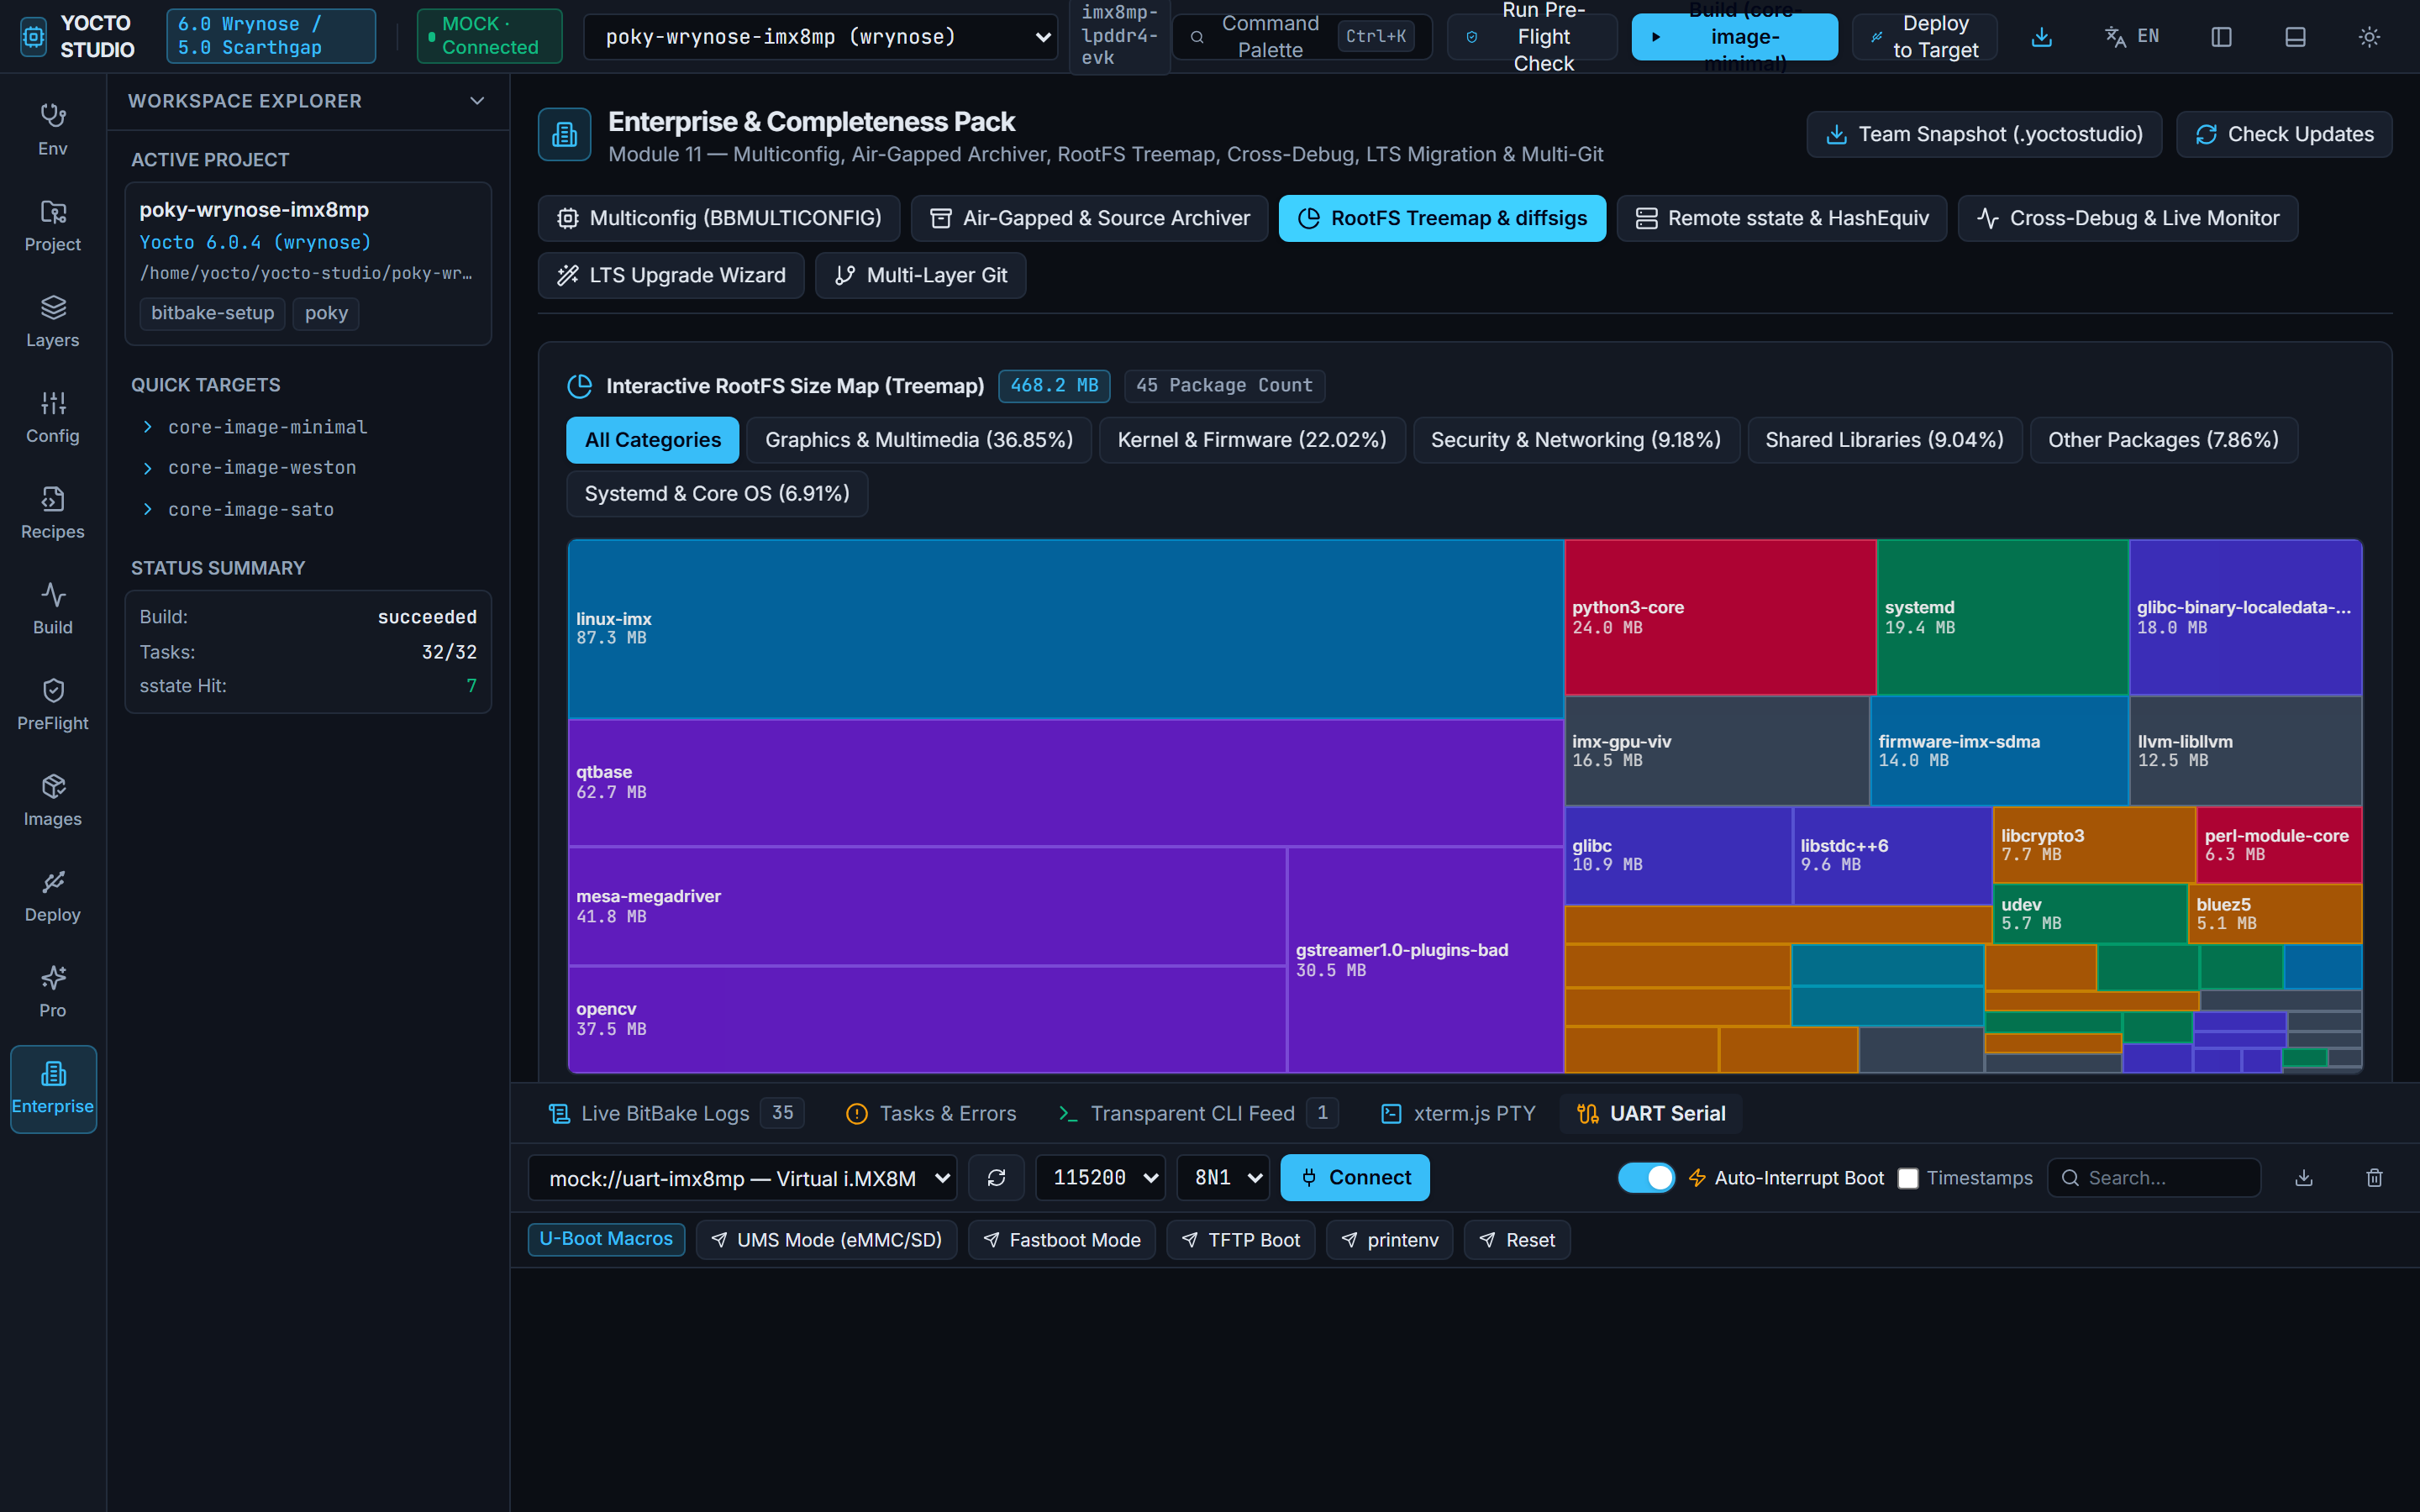 YOCTO STUDIO
6.0 Wrynose / 5.0 Scarthgap
MOCK · Connected
poky-wrynose-imx8mp (wrynose)
imx8mp-lpddr4-evk
Command Palette
Ctrl+K
Run Pre-Flight Check
Build (core-image-minimal)
Deploy to Target
EN
Env
Project
Layers
Config
Recipes
Build
PreFlight
Images
Deploy
Pro
Enterprise
WORKSPACE EXPLORER
ACTIVE PROJECT
poky-wrynose-imx8mp
Yocto 6.0.4 (wrynose)
/home/yocto/yocto-studio/poky-wr…
bitbake-setup
poky
QUICK TARGETS
core-image-minimal
core-image-weston
core-image-sato
STATUS SUMMARY
Build: succeeded
Tasks: 32/32
sstate Hit: 7
Enterprise & Completeness Pack
Module 11 — Multiconfig, Air-Gapped Archiver, RootFS Treemap, Cross-Debug, LTS Migration & Multi-Git
Team Snapshot (.yoctostudio)
Check Updates
Multiconfig (BBMULTICONFIG)
Air-Gapped & Source Archiver
RootFS Treemap & diffsigs
Remote sstate & HashEquiv
Cross-Debug & Live Monitor
LTS Upgrade Wizard
Multi-Layer Git
Interactive RootFS Size Map (Treemap)
468.2 MB
45 Package Count
All Categories
Graphics & Multimedia (36.85%)
Kernel & Firmware (22.02%)
Security & Networking (9.18%)
Shared Libraries (9.04%)
Other Packages (7.86%)
Systemd & Core OS (6.91%)
linux-imx
87.3 MB
qtbase
62.7 MB
mesa-megadriver
41.8 MB
opencv
37.5 MB
gstreamer1.0-plugins-bad
30.5 MB
python3-core
24.0 MB
systemd
19.4 MB
glibc-binary-localedata-…
18.0 MB
imx-gpu-viv
16.5 MB
firmware-imx-sdma
14.0 MB
llvm-libllvm
12.5 MB
glibc
10.9 MB
libstdc++6
9.6 MB
libcrypto3
7.7 MB
perl-module-core
6.3 MB
udev
5.7 MB
bluez5
5.1 MB
Live BitBake Logs 35
Tasks & Errors
Transparent CLI Feed 1
xterm.js PTY
UART Serial
mock://uart-imx8mp — Virtual i.MX8M
115200
8N1
Connect
Auto-Interrupt Boot
Timestamps
Search...
U-Boot Macros
UMS Mode (eMMC/SD)
Fastboot Mode
TFTP Boot
printenv
Reset